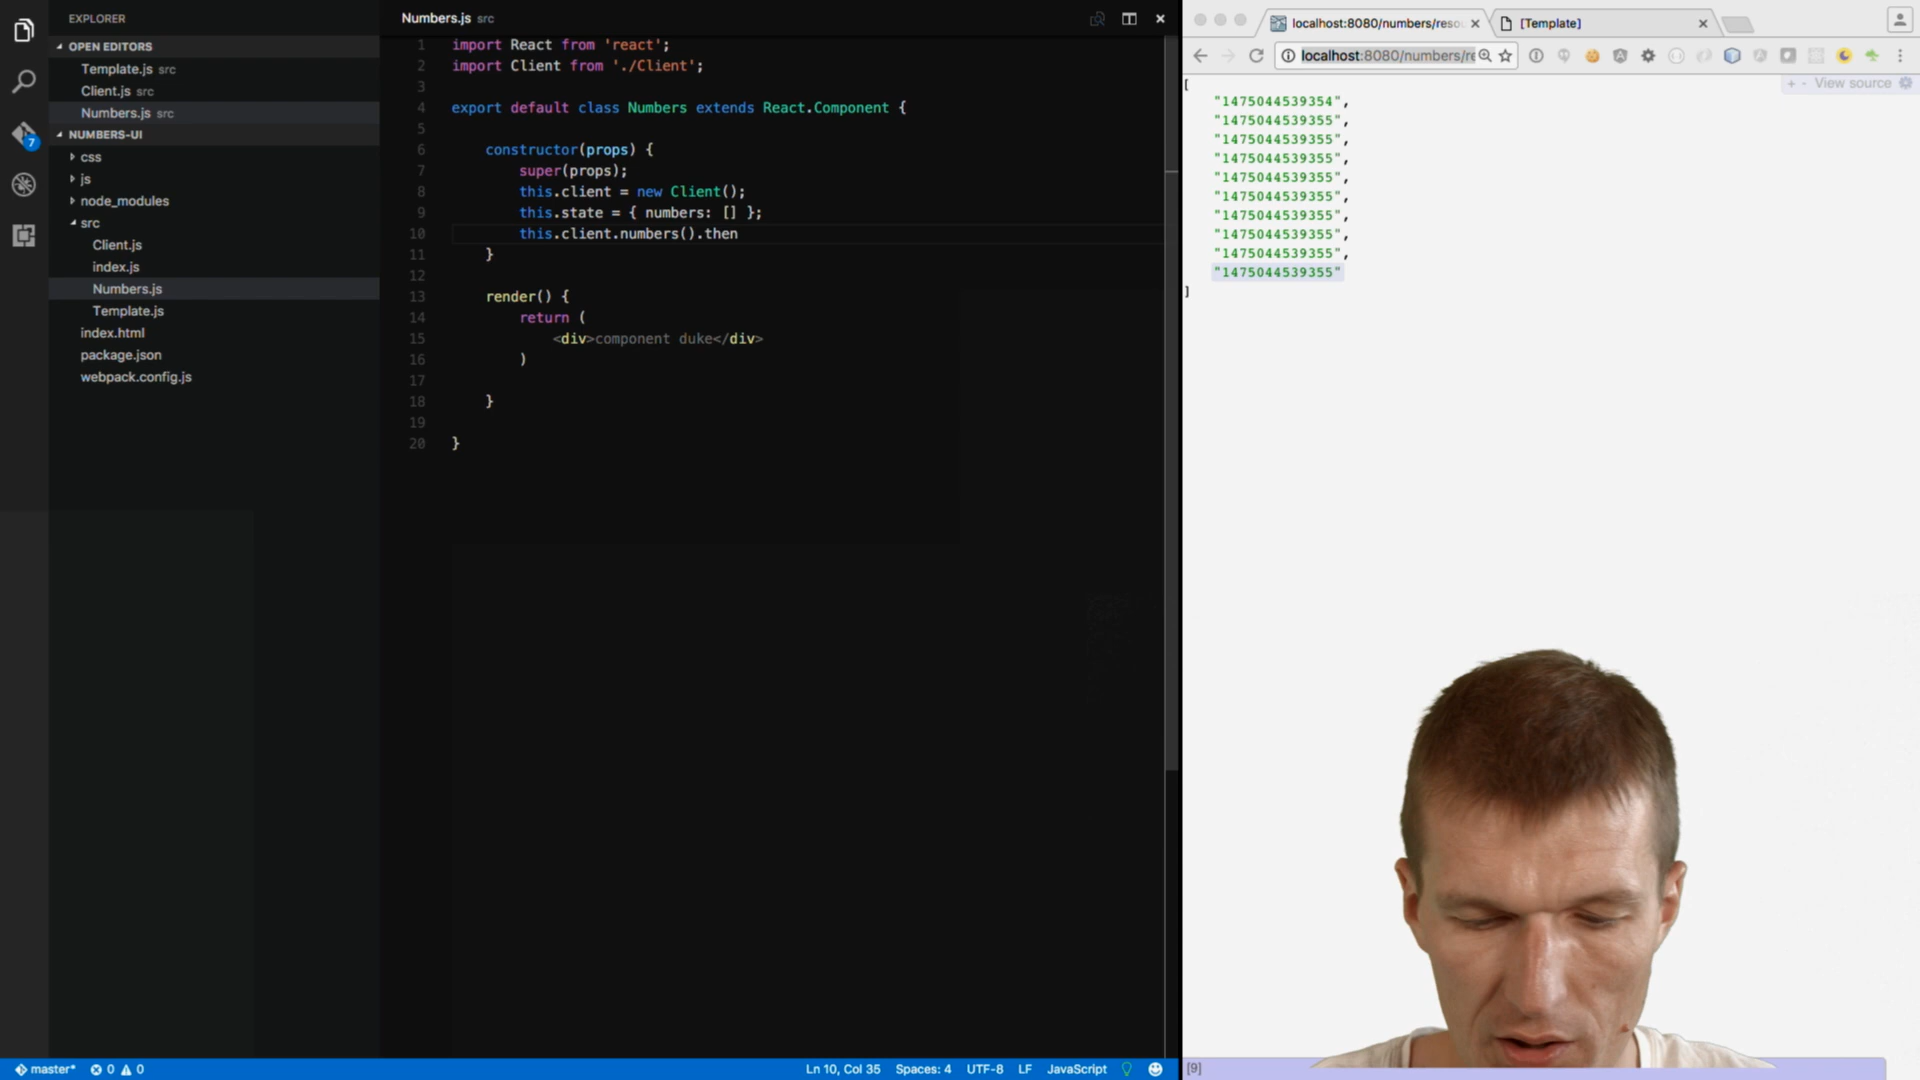 EXPLORER
OPEN EDITORS
Template.js src
Client.js src
Numbers.js src
7
NUMBERS-UI
css
js
node_modules
src
Client.js
index.js
Numbers.js
Template.js
index.html
package.json
webpack.config.js
Numbers.js src
1 import React from 'react';
2 import Client from './Client';
3
4 export default class Numbers extends React.Component {
5
6 constructor(props) {
7 super(props);
8 this.client = new Client();
9 this.state = { numbers: [] };
10 this.client.numbers().then
11 }
12
13 render() {
14 return (
15 <div>component duke</div>
16 )
17
18 }
19
20 }
master* 0 0
Ln 10, Col 35 Spaces: 4 UTF-8 LF JavaScript
localhost:8080/numbers/reso
[Template]
localhost:8080/numbers/re
+ - View source
[
"1475044539354",
"1475044539355",
"1475044539355",
"1475044539355",
"1475044539355",
"1475044539355",
"1475044539355",
"1475044539355",
"1475044539355",
"1475044539355"
]
[9]